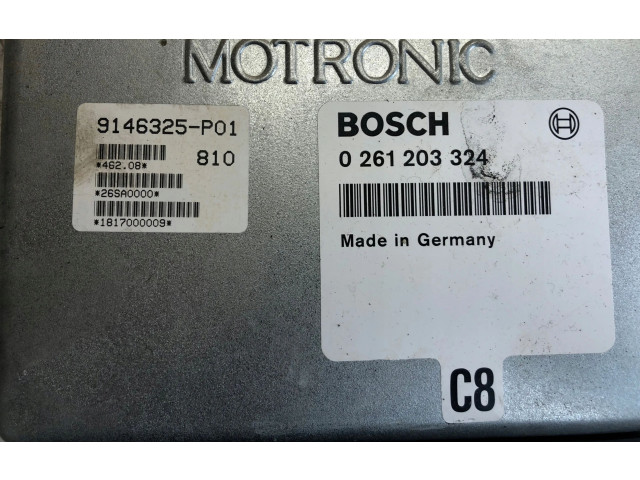 MOTRONIC
9146325-P01
810
*462.08*
*26SA0000*
*1817000009*
BOSCH
0 261 203 324
Made in Germany
C8